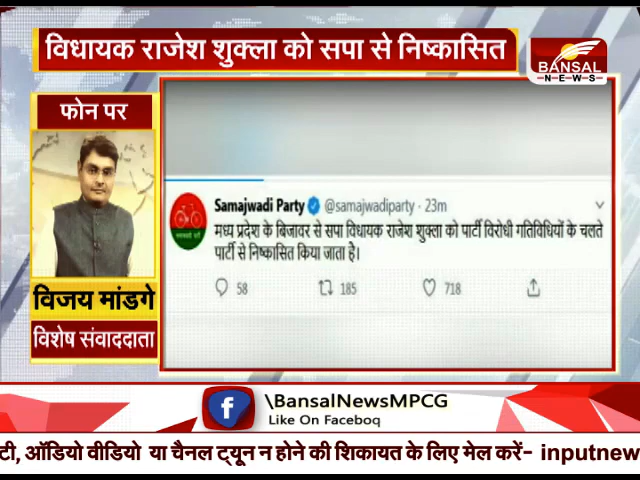 विधायक राजेश शुक्ला को सपा से निष्कासित
BANSAL
NEWS
फोन पर
Samajwadi Party @samajwadiparty · 23m
मध्य प्रदेश के बिजावर से सपा विधायक राजेश शुक्ला को पार्टी विरोधी गतिविधियों के चलते
पार्टी से निष्कासित किया जाता है।
58 185 718
विजय मांडगे
विशेष संवाददाता
\BansalNewsMPCG
Like On Faceboq
टी, ऑडियो वीडियो या चैनल ट्यून न होने की शिकायत के लिए मेल करें- inputnew